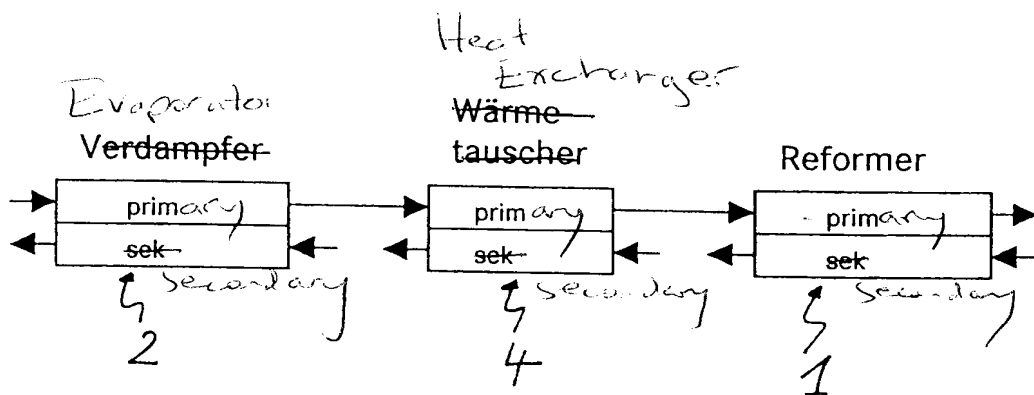 Heat
Exchanger
Evaporator
Wärme
tauscher
Verdampfer
Reformer
primary
primary
primary
sek
sek
sek
secondary
secondary
secondary
2
4
1